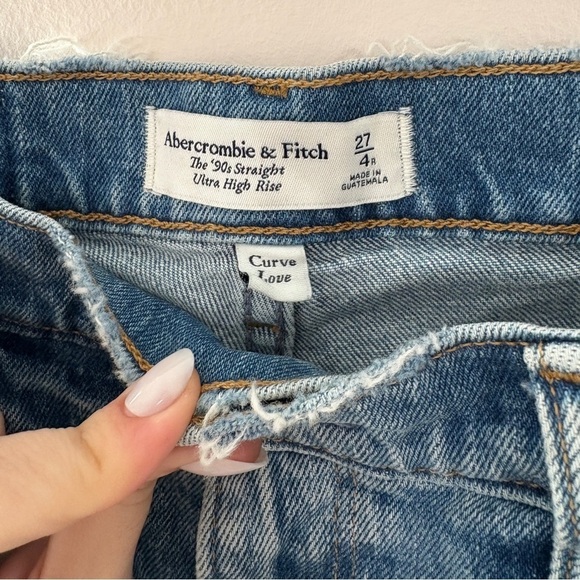 Abercrombie & Fitch
The '90s Straight
Ultra High Rise
27
4R
MADE IN
GUATEMALA
Curve
Love